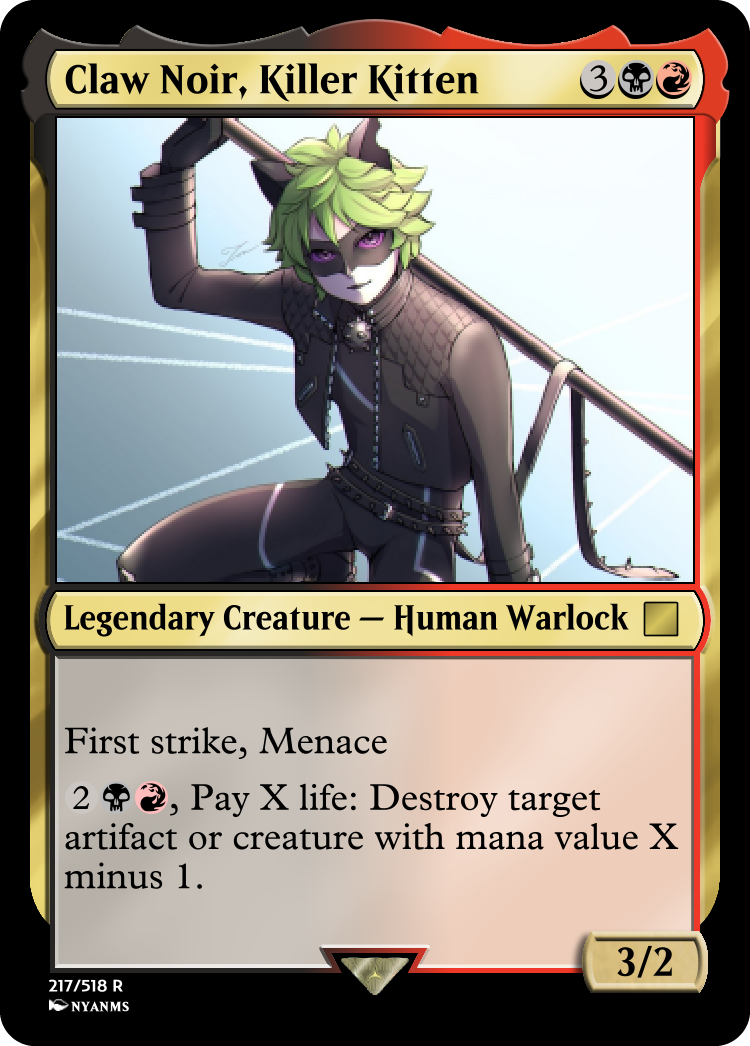 Claw Noir, Killer Kitten 3
Legendary Creature — Human Warlock
First strike, Menace
2 , Pay X life: Destroy target
artifact or creature with mana value X
minus 1.
3/2
217/518 R
NYANMS